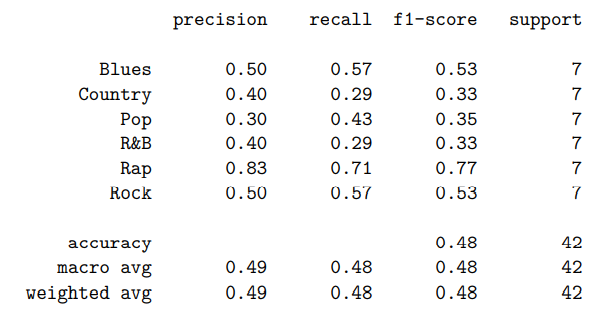 precision recall f1-score support
Blues 0.50 0.57 0.53 7
Country 0.40 0.29 0.33 7
Pop 0.30 0.43 0.35 7
R&B 0.40 0.29 0.33 7
Rap 0.83 0.71 0.77 7
Rock 0.50 0.57 0.53 7
accuracy 0.48 42
macro avg 0.49 0.48 0.48 42
weighted avg 0.49 0.48 0.48 42